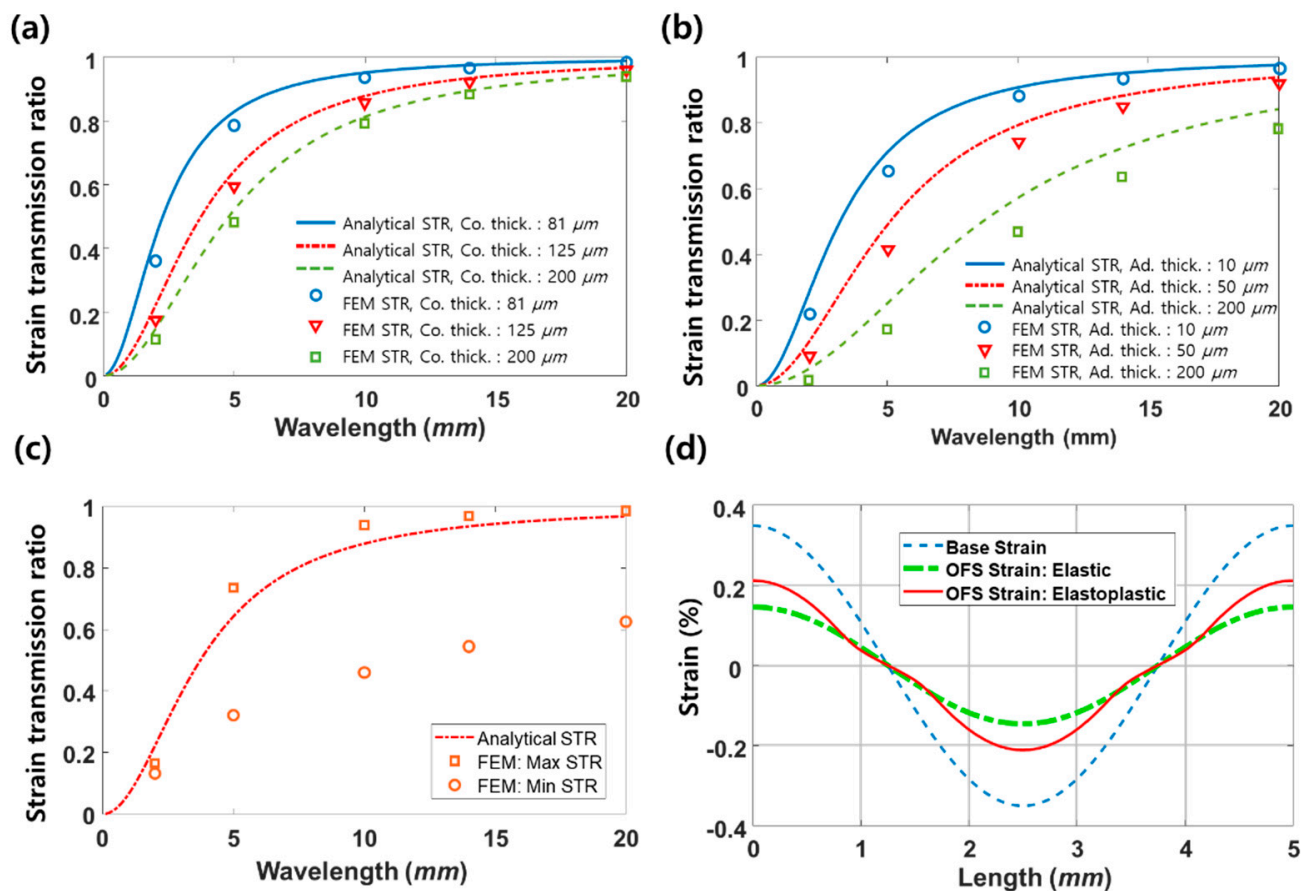 (a)
Strain transmission ratio
1
0.8
0.6
0.4
0.2
0
Analytical STR, Co. thick. : 81 μm
Analytical STR, Co. thick. : 125 μm
Analytical STR, Co. thick. : 200 μm
FEM STR, Co. thick. : 81 μm
FEM STR, Co. thick. : 125 μm
FEM STR, Co. thick. : 200 μm
0 5 10 15 20
Wavelength (mm)
(b)
Strain transmission ratio
1
0.8
0.6
0.4
0.2
0
Analytical STR, Ad. thick. : 10 μm
Analytical STR, Ad. thick. : 50 μm
Analytical STR, Ad. thick. : 200 μm
FEM STR, Ad. thick. : 10 μm
FEM STR, Ad. thick. : 50 μm
FEM STR, Ad. thick. : 200 μm
0 5 10 15 20
Wavelength (mm)
(c)
Strain transmission ratio
1
0.8
0.6
0.4
0.2
0
Analytical STR
FEM: Max STR
FEM: Min STR
0 5 10 15 20
Wavelength (mm)
(d)
Strain (%)
0.4
0.2
0
-0.2
-0.4
Base Strain
OFS Strain: Elastic
OFS Strain: Elastoplastic
0 1 2 3 4 5
Length (mm)